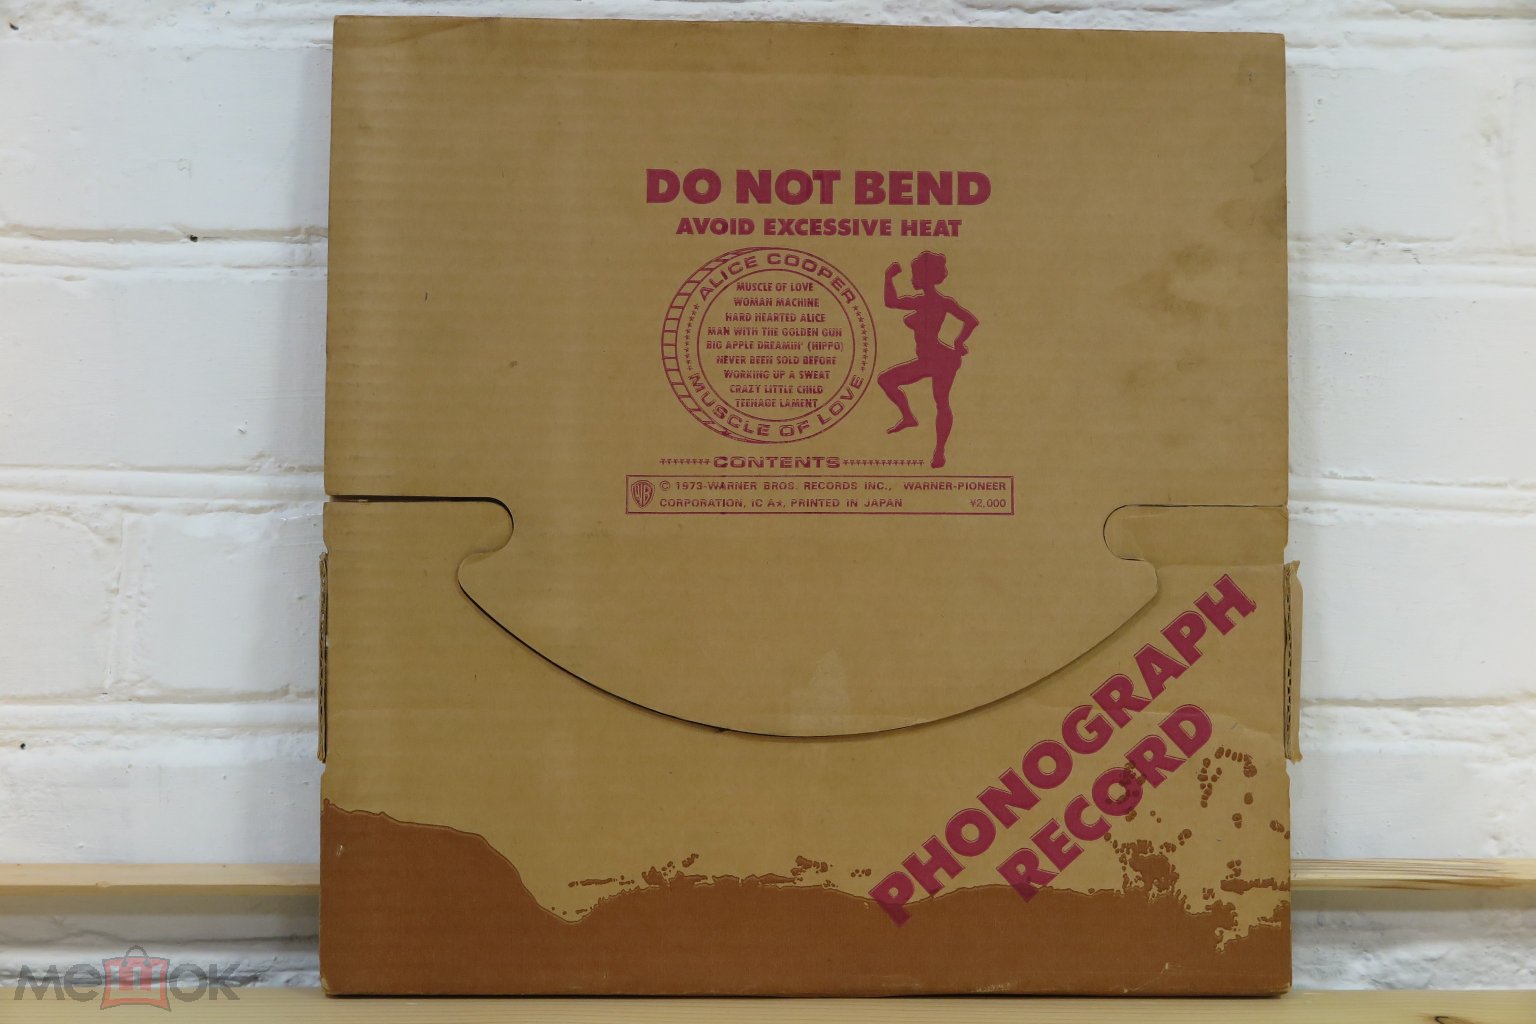 DO NOT BEND
AVOID EXCESSIVE HEAT
ALICE COOPER
MUSCLE OF LOVE
WOMAN MACHINE
HARD HEARTED ALICE
MAN WITH THE GOLDEN GUN
BIG APPLE DREAMIN' (HIPPO)
NEVER BEEN SOLD BEFORE
WORKING UP A SWEAT
CRAZY LITTLE CHILD
TEENAGE LAMENT
MUSCLE OF LOVE
CONTENTS
WB © 1973 WARNER BROS. RECORDS INC., WARNER-PIONEER
CORPORATION, IC A★, PRINTED IN JAPAN ¥2,000
PHONOGRAPH
RECORD
мешок